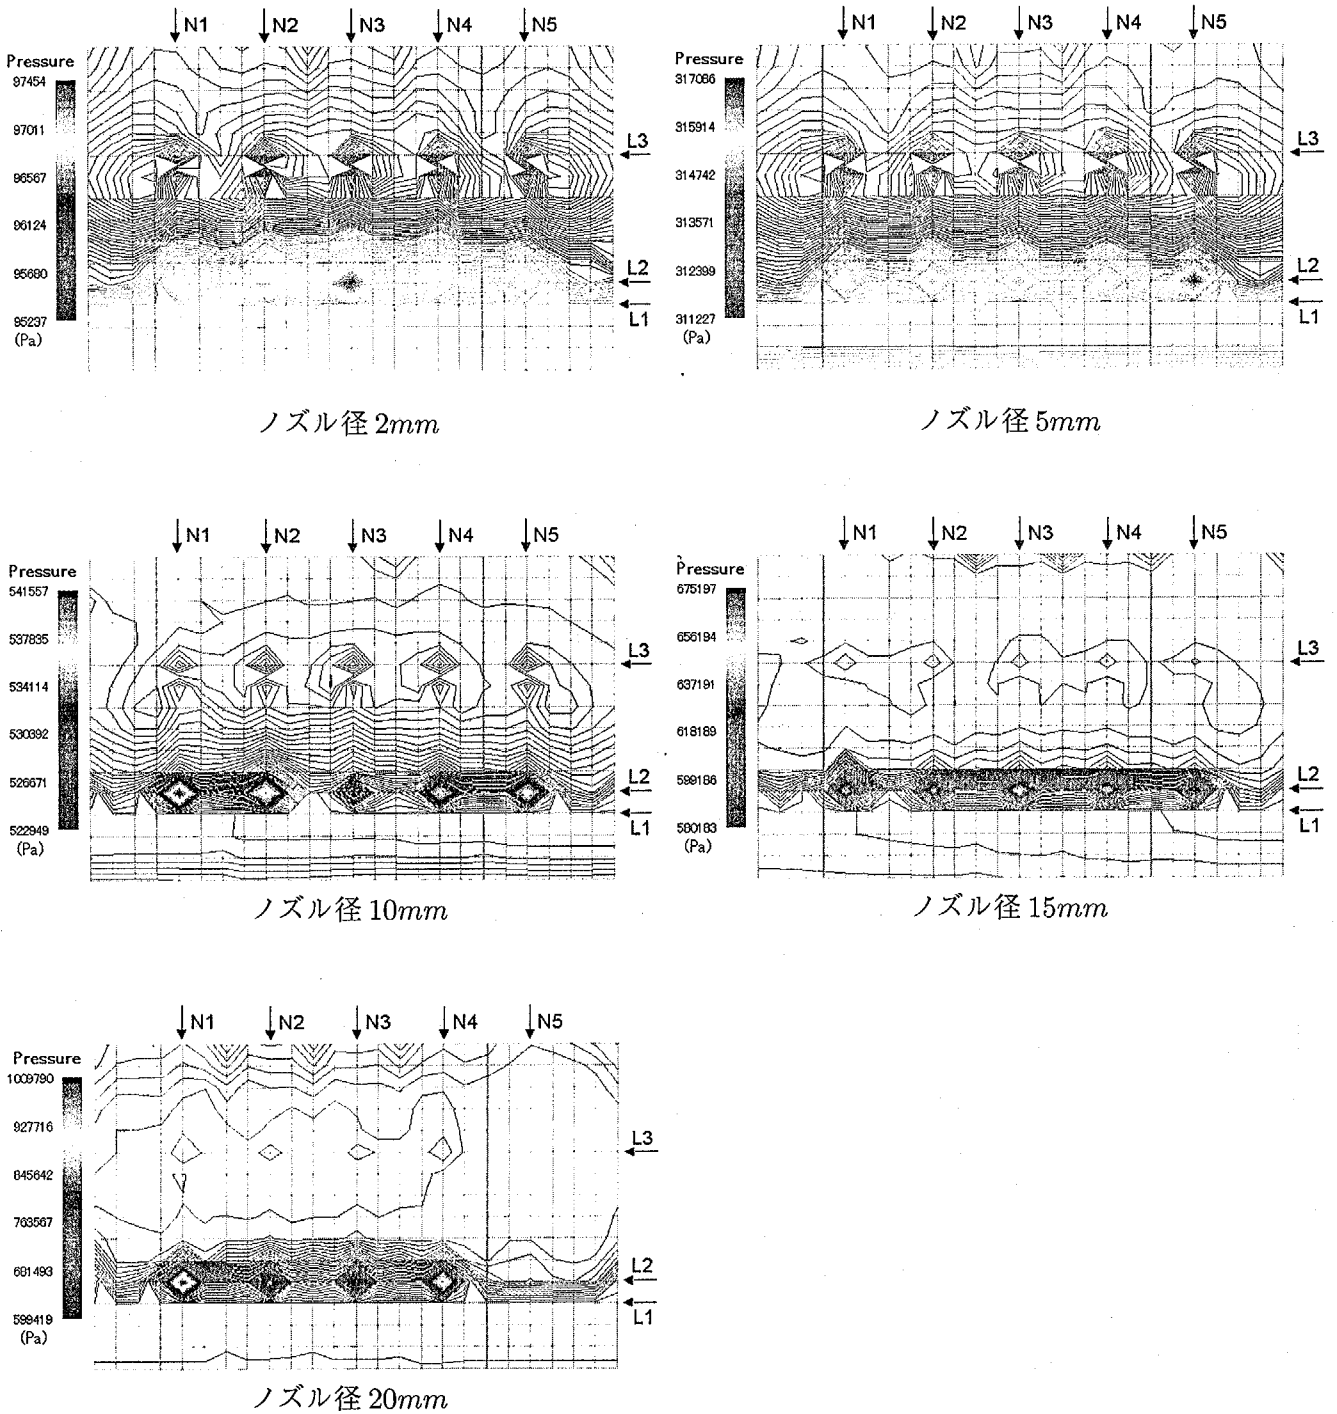 N1 N2 N3 N4 N5
Pressure
97454
97011
96567
96124
95680
95237
(Pa)
L3
L2
L1
ノズル径 2mm
N1 N2 N3 N4 N5
Pressure
317086
315914
314742
313571
312399
311227
(Pa)
L3
L2
L1
ノズル径 5mm
N1 N2 N3 N4 N5
Pressure
541557
537835
534114
530392
526671
522949
(Pa)
L3
L2
L1
ノズル径 10mm
N1 N2 N3 N4 N5
Pressure
675197
656194
637191
618189
599186
580183
(Pa)
L3
L2
L1
ノズル径 15mm
N1 N2 N3 N4 N5
Pressure
1009790
927716
845642
763567
681493
599419
(Pa)
L3
L2
L1
ノズル径 20mm